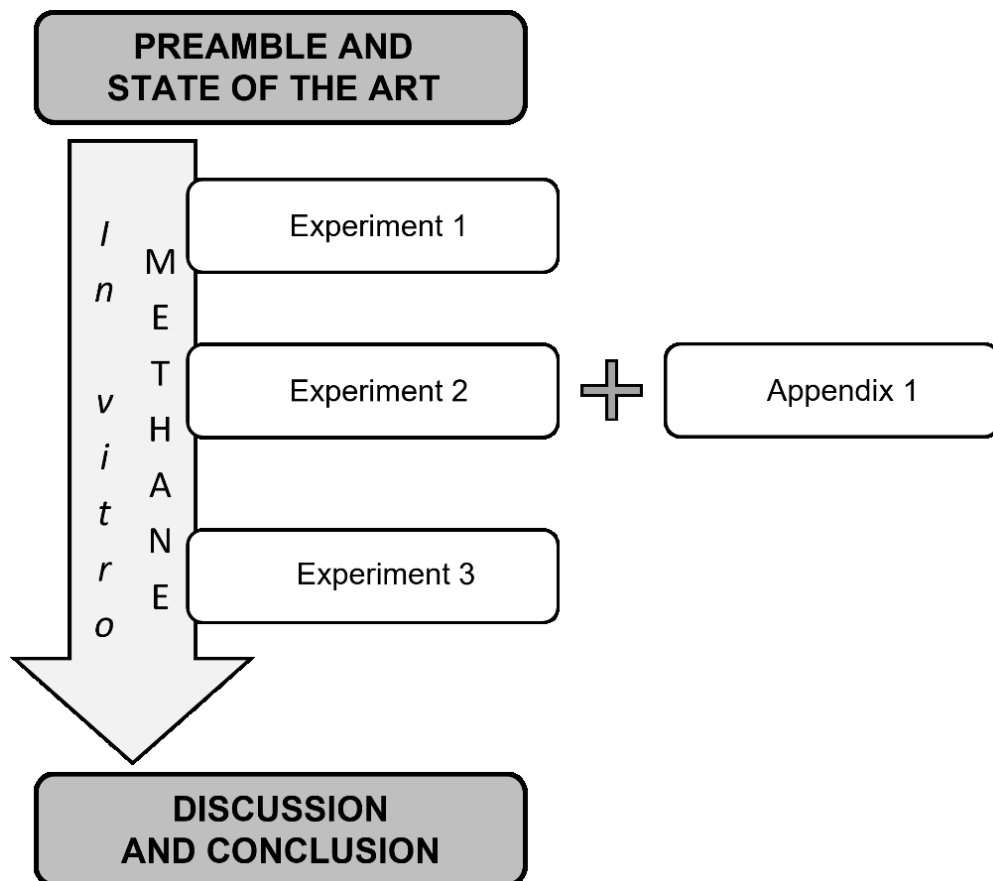 PREAMBLE AND
STATE OF THE ART
In vitro
METHANE
Experiment 1
Experiment 2
Appendix 1
Experiment 3
DISCUSSION
AND CONCLUSION